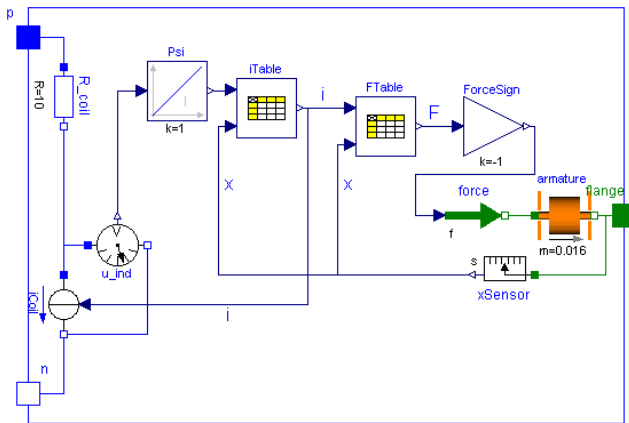 p
Psi
iTable
R_coil
R=10
I
k=1
i
FTable
F
ForceSign
k=-1
X
X
force
armature
flange
f
m=0.016
V
u_ind
s
xSensor
iCoil
i
n